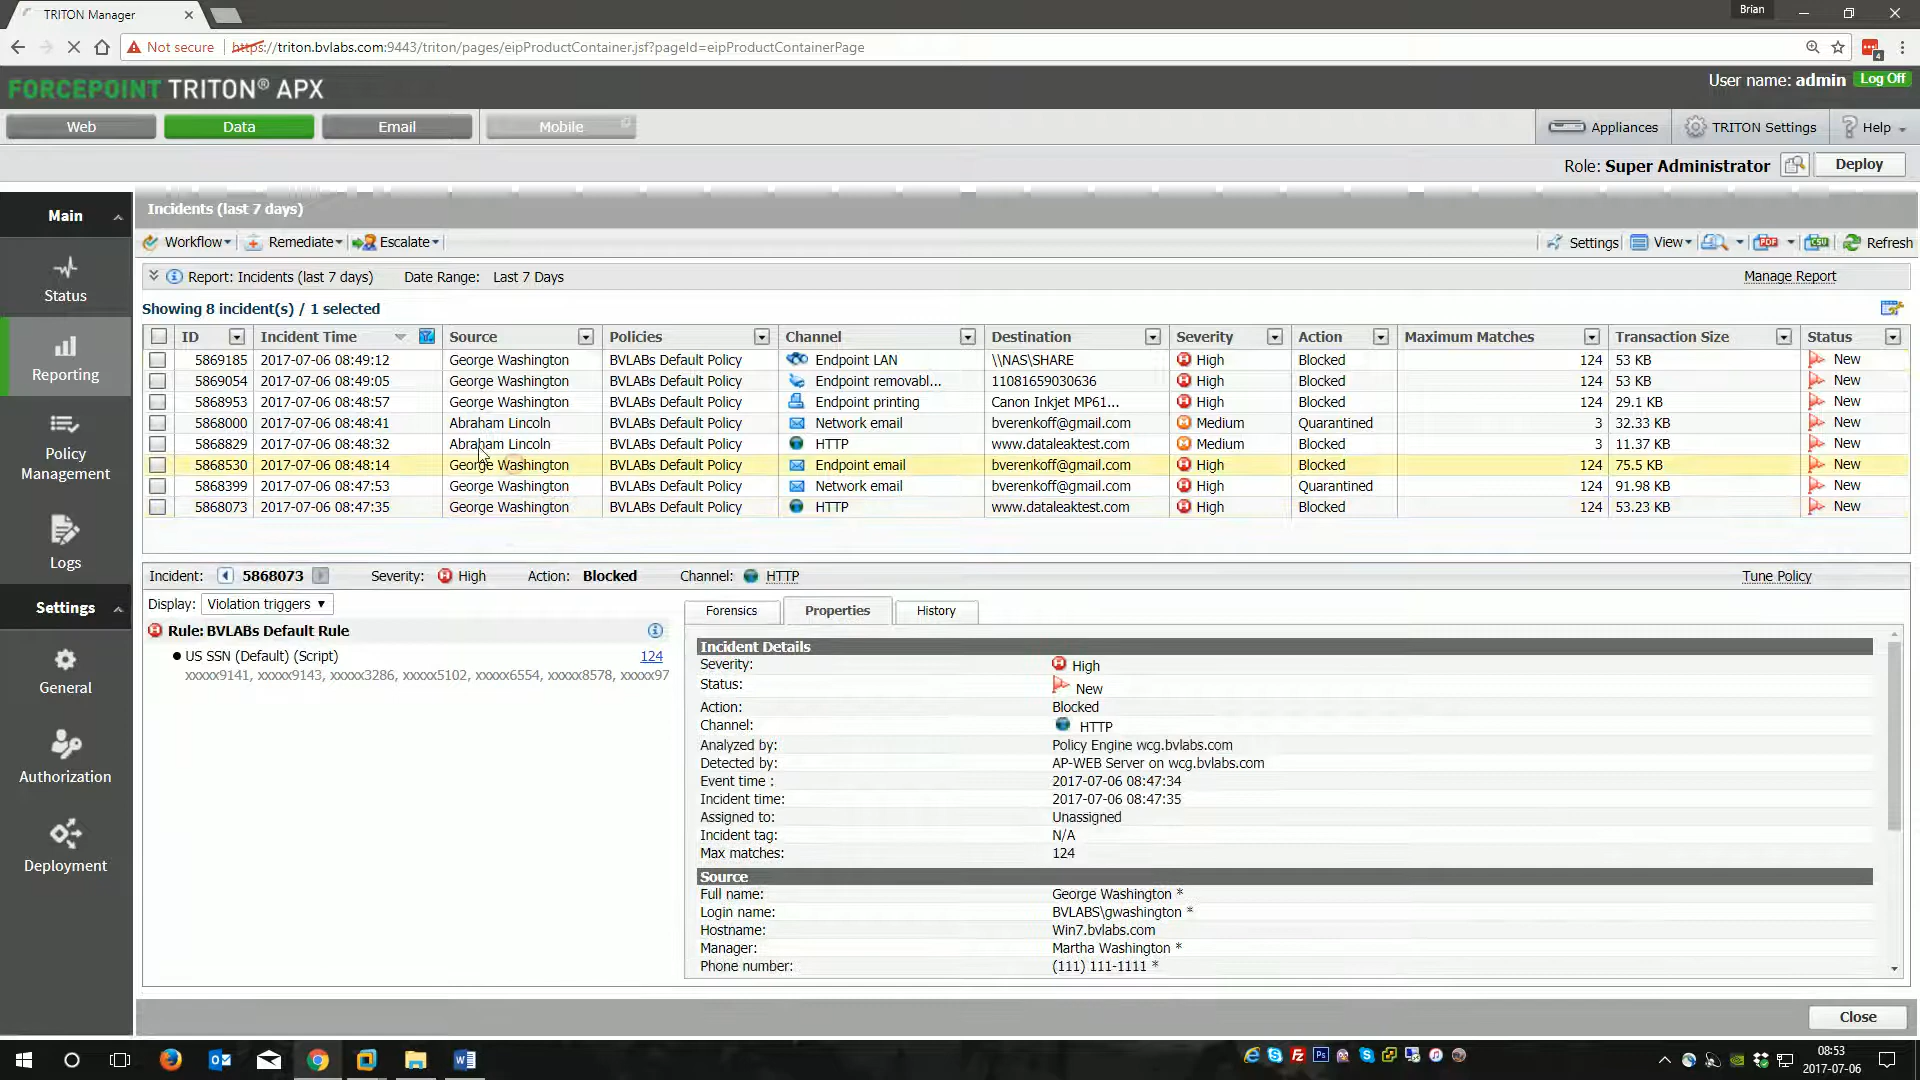 TRITON Manager
Brian
Not secure https://triton.bvlabs.com:9443/triton/pages/eipProductContainer.jsf?pageId=eipProductContainerPage
4
FORCEPOINT TRITON® APX
User name: admin Log Off
Web Data Email Mobile
Appliances TRITON Settings Help
Role: Super Administrator Deploy
Main
Status
Reporting
Policy
Management
Logs
Settings
General
Authorization
Deployment
Incidents (last 7 days)
Workflow Remediate Escalate Settings View PDF CSV Refresh
Report: Incidents (last 7 days) Date Range: Last 7 Days Manage Report
Showing 8 incident(s) / 1 selected
ID Incident Time Source Policies Channel Destination Severity Action Maximum Matches Transaction Size Status
5869185 2017-07-06 08:49:12 George Washington BVLABs Default Policy Endpoint LAN \\NAS\SHARE High Blocked 124 53 KB New
5869054 2017-07-06 08:49:05 George Washington BVLABs Default Policy Endpoint removabl... 11081659030636 High Blocked 124 53 KB New
5868953 2017-07-06 08:48:57 George Washington BVLABs Default Policy Endpoint printing Canon Inkjet MP61... High Blocked 124 29.1 KB New
5868000 2017-07-06 08:48:41 Abraham Lincoln BVLABs Default Policy Network email bverenkoff@gmail.com Medium Quarantined 3 32.33 KB New
5868829 2017-07-06 08:48:32 Abraham Lincoln BVLABs Default Policy HTTP www.dataleaktest.com Medium Blocked 3 11.37 KB New
5868530 2017-07-06 08:48:14 George Washington BVLABs Default Policy Endpoint email bverenkoff@gmail.com High Blocked 124 75.5 KB New
5868399 2017-07-06 08:47:53 George Washington BVLABs Default Policy Network email bverenkoff@gmail.com High Quarantined 124 91.98 KB New
5868073 2017-07-06 08:47:35 George Washington BVLABs Default Policy HTTP www.dataleaktest.com High Blocked 124 53.23 KB New
Incident: 5868073 Severity: High Action: Blocked Channel: HTTP Tune Policy
Display: Violation triggers
Rule: BVLABs Default Rule
US SSN (Default) (Script) 124
xxxxx9141, xxxxx9143, xxxxx3286, xxxxx5102, xxxxx6554, xxxxx8578, xxxxx97
Forensics Properties History
Incident Details
Severity: High
Status: New
Action: Blocked
Channel: HTTP
Analyzed by: Policy Engine wcg.bvlabs.com
Detected by: AP-WEB Server on wcg.bvlabs.com
Event time : 2017-07-06 08:47:34
Incident time: 2017-07-06 08:47:35
Assigned to: Unassigned
Incident tag: N/A
Max matches: 124
Source
Full name: George Washington *
Login name: BVLABS\gwashington *
Hostname: Win7.bvlabs.com
Manager: Martha Washington *
Phone number: (111) 111-1111 *
Close
08:53
2017-07-06